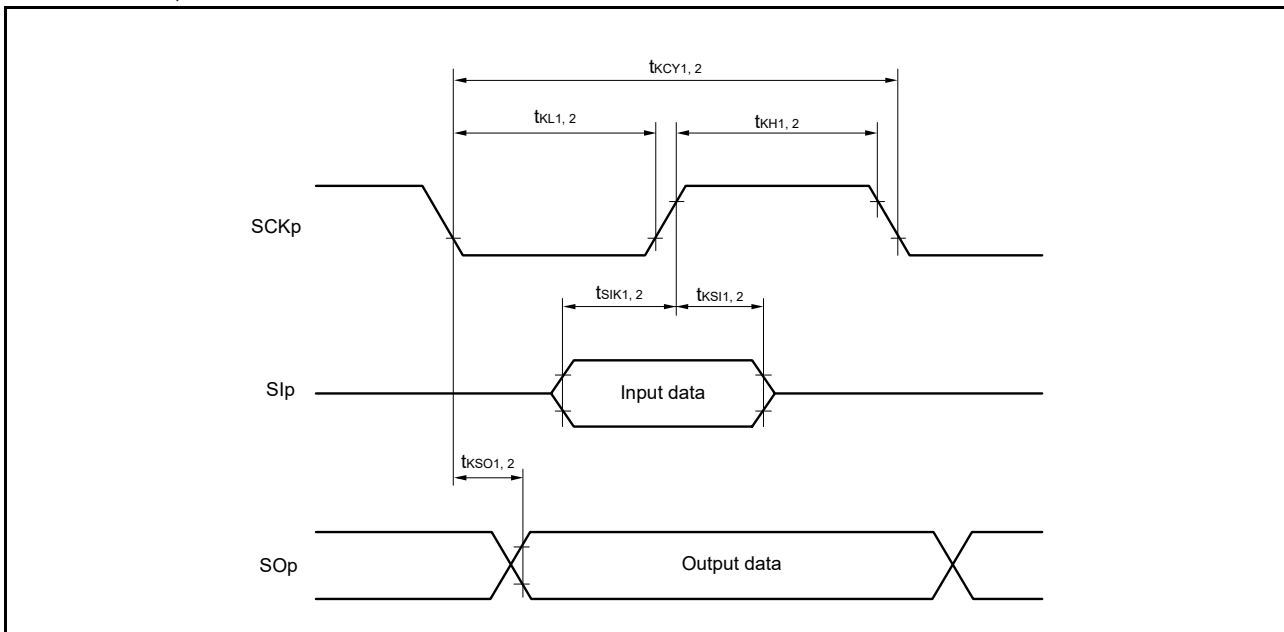 tKCY1, 2
tKL1, 2
tKH1, 2
SCKp
tSIK1, 2
tKSI1, 2
SIp
Input data
tKSO1, 2
SOp
Output data